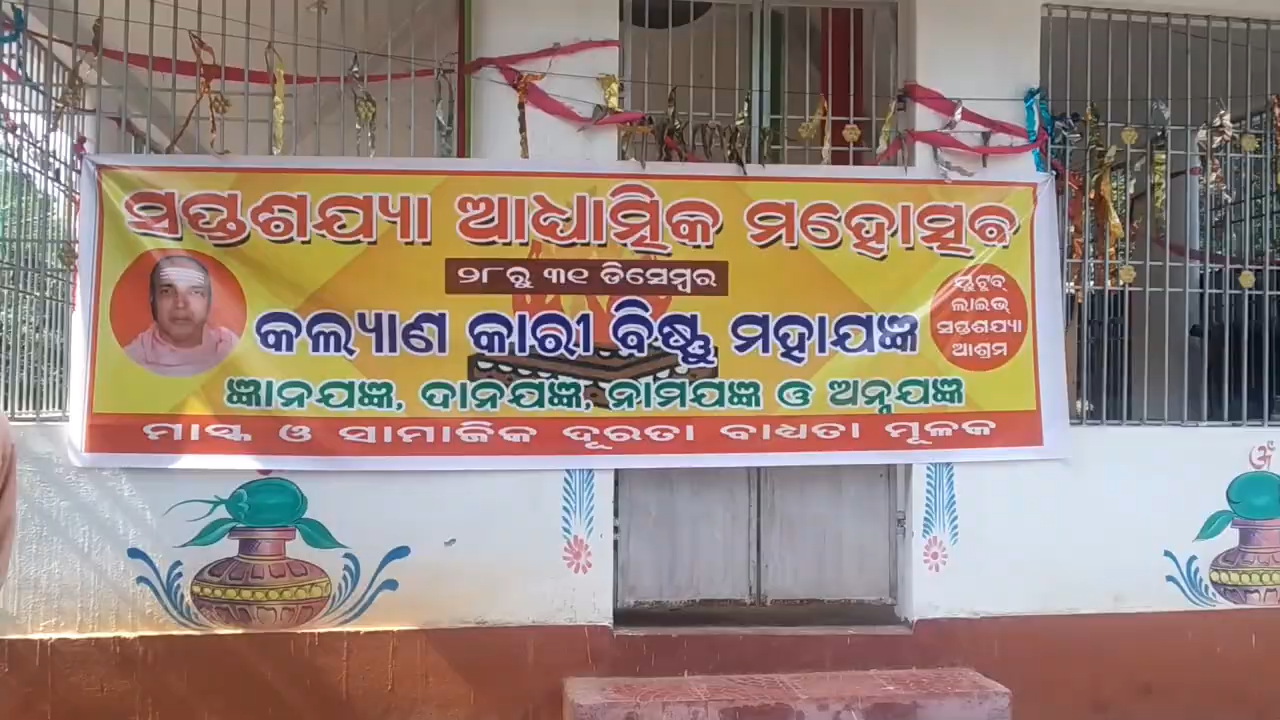 ସପ୍ତଶଯ୍ୟା ଆଧ୍ୟାତ୍ମିକ ମହୋତ୍ସବ
୨୮ରୁ ୩୧ ଡିସେମ୍ବର
କଲ୍ୟାଣ କାରୀ ବିଷ୍ଣୁ ମହାଯଜ୍ଞ
ୟୁଟୁବ୍
ଲାଇଭ୍
ସପ୍ତଶଯ୍ୟା
ଆଶ୍ରମ
ଜ୍ଞାନଯଜ୍ଞ, ଦାନଯଜ୍ଞ, ନାମଯଜ୍ଞ ଓ ଅନ୍ନଯଜ୍ଞ
ମାସ୍କ ଓ ସାମାଜିକ ଦୂରତା ବାଧ୍ୟତା ମୂଳକ